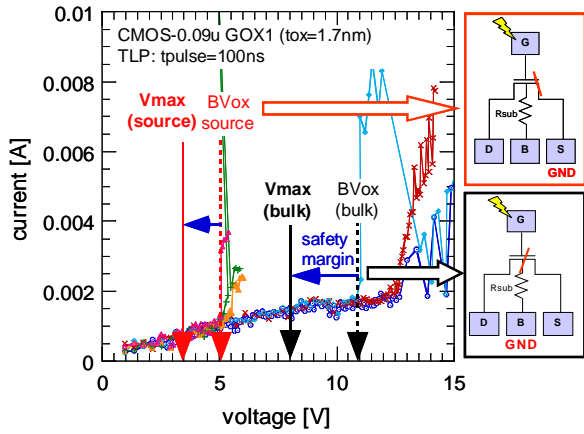 CMOS-0.09u GOX1 (tox=1.7nm)
TLP: tpulse=100ns
Vmax
(source)
BVox
source
Vmax
(bulk)
BVox
(bulk)
safety
margin
0.010
0.008
0.006
0.004
0.002
0
current [A]
0
5
10
15
voltage [V]
G
Rsub
D
B
S
GND
G
Rsub
D
B
S
GND